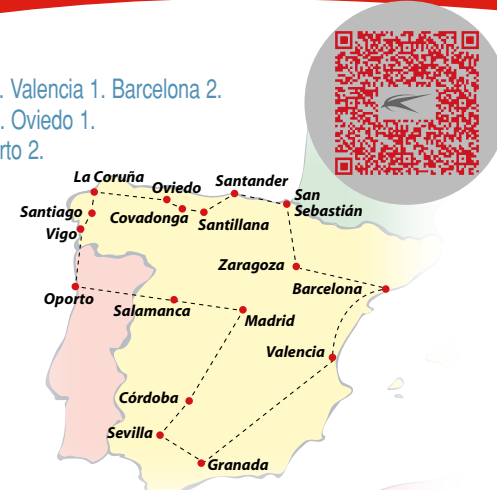 . Valencia 1. Barcelona 2.
. Oviedo 1.
rto 2.
La Coruña
Oviedo
Santander
San
Sebastián
Santiago
Covadonga
Santillana
Vigo
Zaragoza
Barcelona
Oporto
Salamanca
Madrid
Valencia
Córdoba
Sevilla
Granada